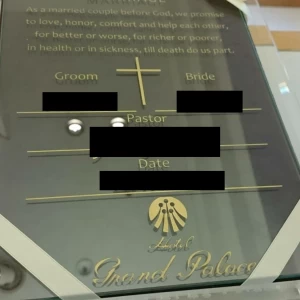 As a married couple before God, we promise
to love, honor, comfort and help each other,
for better or worse, for richer or pourer,
in health or in sickness, till death do us part.
Groom
Bride
Pastor
Date
Hotel
Grand Palace